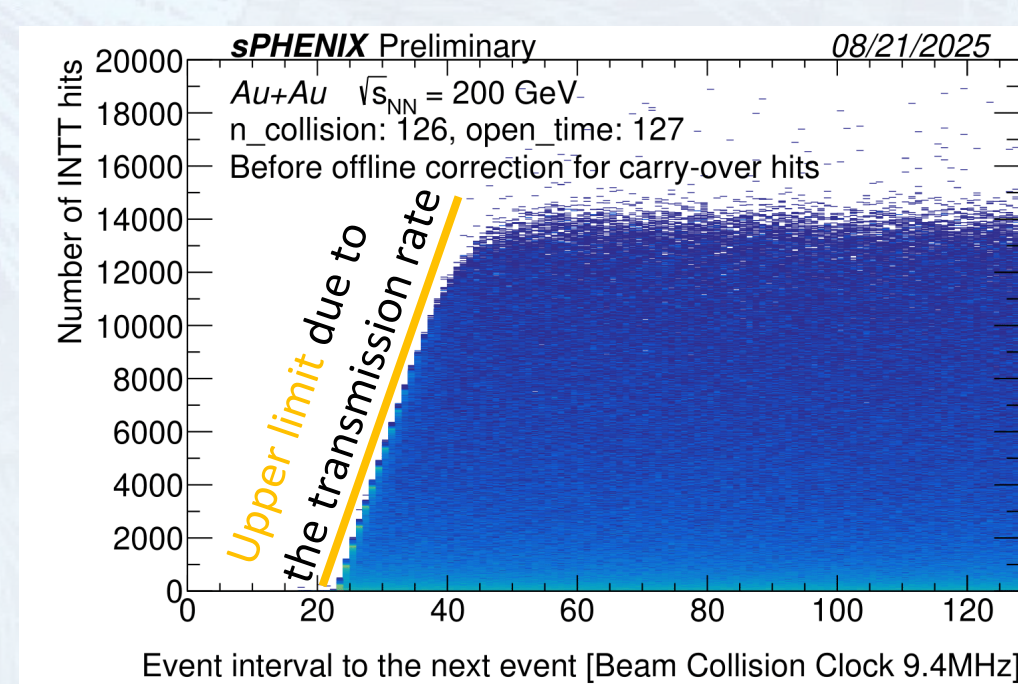 sPHENIX Preliminary
08/21/2025
Au+Au √sNN = 200 GeV
n_collision: 126, open_time: 127
Before offline correction for carry-over hits
Upper limit due to
the transmission rate
Number of INTT hits
20000
18000
16000
14000
12000
10000
8000
6000
4000
2000
0
0 20 40 60 80 100 120
Event interval to the next event [Beam Collision Clock 9.4MHz]